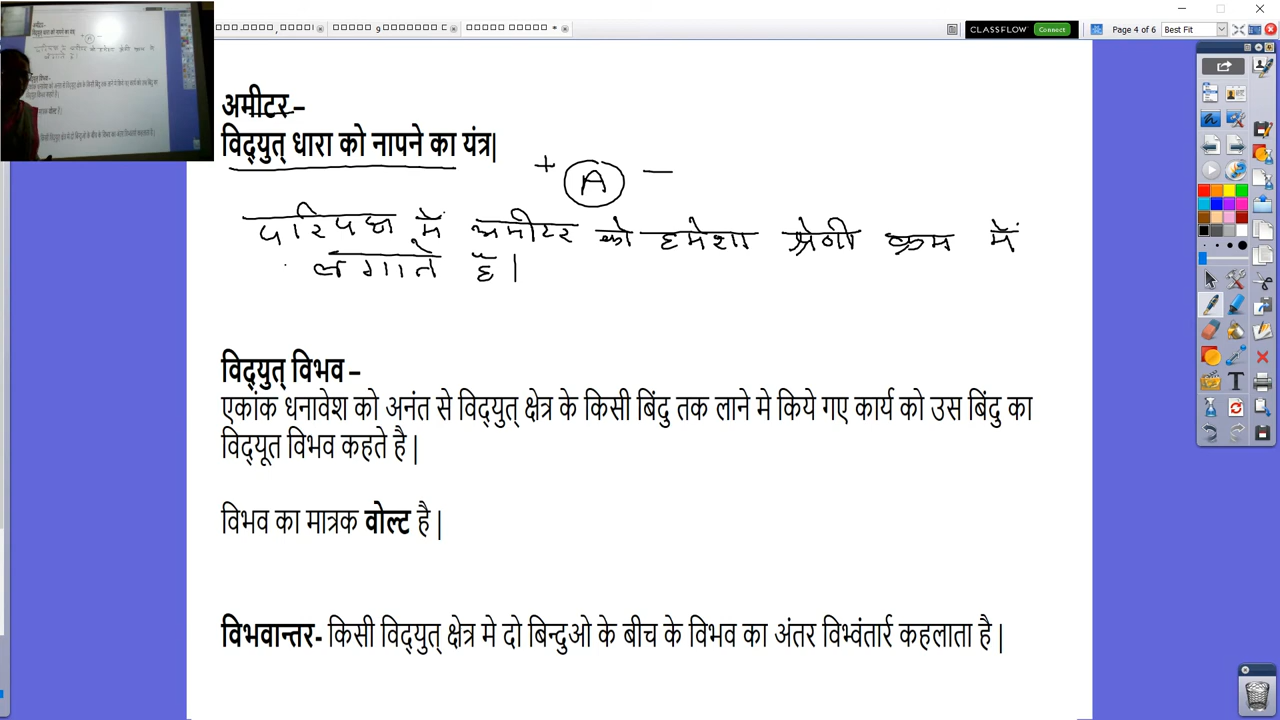 CLASSFLOW Connect
Page 4 of 6
Best Fit
अमीटर–
विद्युत् धारा को नापने का यंत्र|
+ A –
परिपथ में अमीटर को हमेशा श्रेणी क्रम में
लगाते हैं |
विद्युत् विभव –
एकांक धनावेश को अनंत से विद्युत् क्षेत्र के किसी बिंदु तक लाने मे किये गए कार्य को उस बिंदु का
विद्यूत विभव कहते है |
विभव का मात्रक वोल्ट है |
विभवान्तर- किसी विद्युत् क्षेत्र मे दो बिन्दुओ के बीच के विभव का अंतर विभ्वंतार्र कहलाता है |